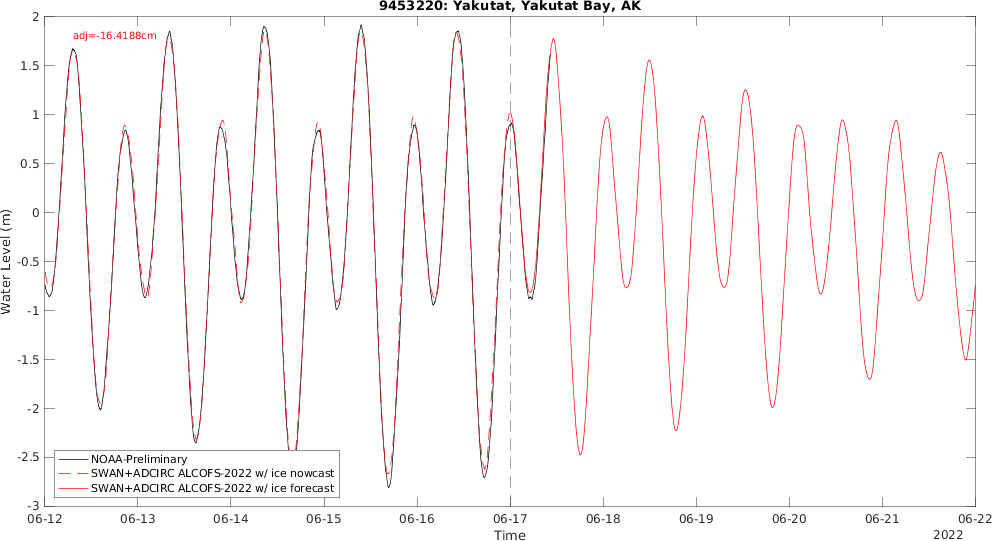 9453220: Yakutat, Yakutat Bay, AK
adj=-16.4188cm
2
1.5
1
0.5
0
-0.5
-1
-1.5
-2
-2.5
-3
Water Level (m)
NOAA-Preliminary
SWAN+ADCIRC ALCOFS-2022 w/ ice nowcast
SWAN+ADCIRC ALCOFS-2022 w/ ice forecast
06-12 06-13 06-14 06-15 06-16 06-17 06-18 06-19 06-20 06-21 06-22
Time
2022